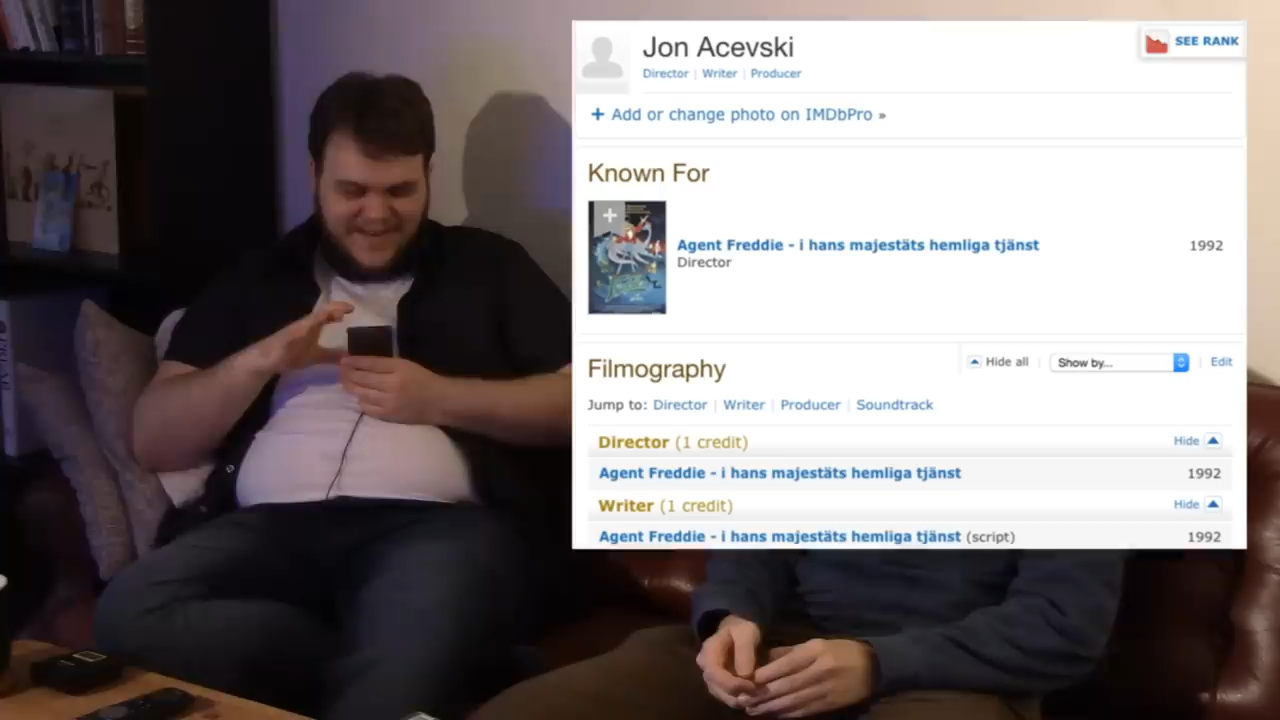 Jon Acevski
SEE RANK
Director | Writer | Producer
+ Add or change photo on IMDbPro »
Known For
Agent Freddie - i hans majestäts hemliga tjänst
1992
Director
Filmography
Hide all
Show by...
Edit
Jump to: Director | Writer | Producer | Soundtrack
Director (1 credit)
Hide
Agent Freddie - i hans majestäts hemliga tjänst
1992
Writer (1 credit)
Hide
Agent Freddie - i hans majestäts hemliga tjänst (script)
1992